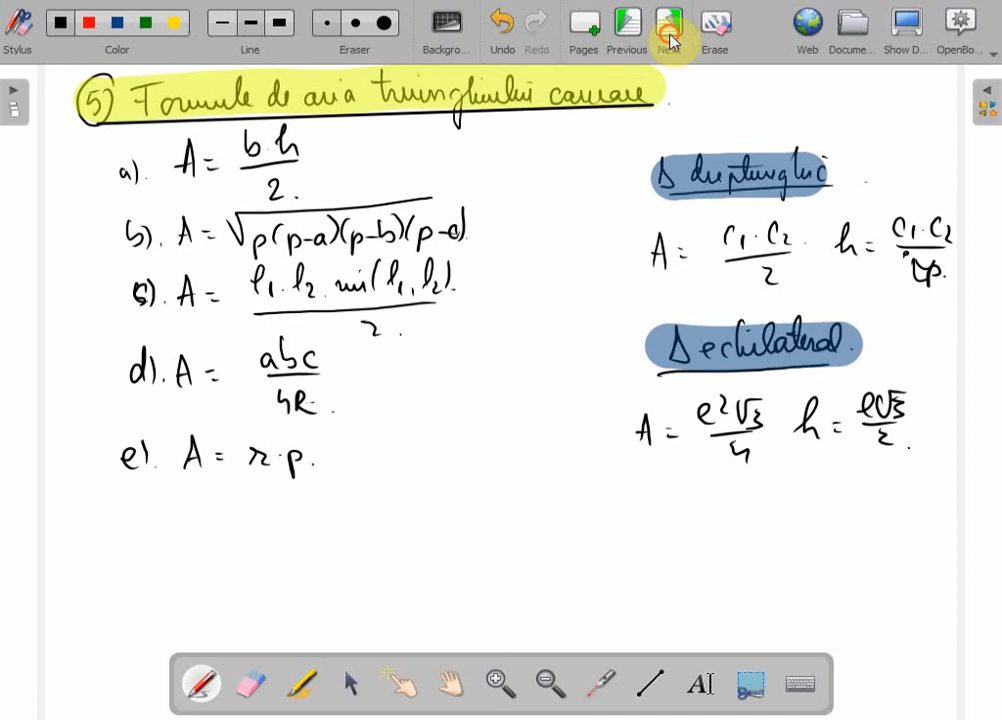 Stylus Color Line Eraser Backgro... Undo Redo Pages Previous Next Erase Web Docume... Show D... OpenBo...
5) Formule de aria triunghiului oarecare
a). A = b·h / 2.
b). A = √p(p-a)(p-b)(p-c)
c). A = l₁·l₂ sin(l₁,l₂) / 2.
d). A = abc / 4R.
e). A = r·p.
Δ dreptunghic
A = c₁·c₂ / 2 h = c₁·c₂ / ip.
Δ echilateral.
A = l²√3 / 4 h = l√3 / 2.